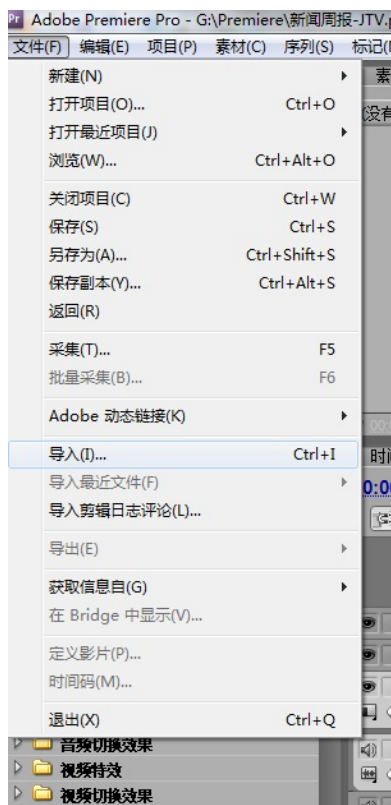 Adobe Premiere Pro - G:\Premiere\新闻周报-JTV.
文件(F) 编辑(E) 项目(P) 素材(C) 序列(S) 标记(
新建(N)
打开项目(O)... Ctrl+O
打开最近项目(J)
浏览(W)... Ctrl+Alt+O
关闭项目(C) Ctrl+W
保存(S) Ctrl+S
另存为(A)... Ctrl+Shift+S
保存副本(Y)... Ctrl+Alt+S
返回(R)
采集(T)... F5
批量采集(B)... F6
Adobe 动态链接(K)
导入(I)... Ctrl+I
导入最近文件(F)
导入剪辑日志评论(L)...
导出(E)
获取信息自(G)
在 Bridge 中显示(V)...
定义影片(P)...
时间码(M)...
退出(X) Ctrl+Q
音频切换效果
视频特效
视频切换效果